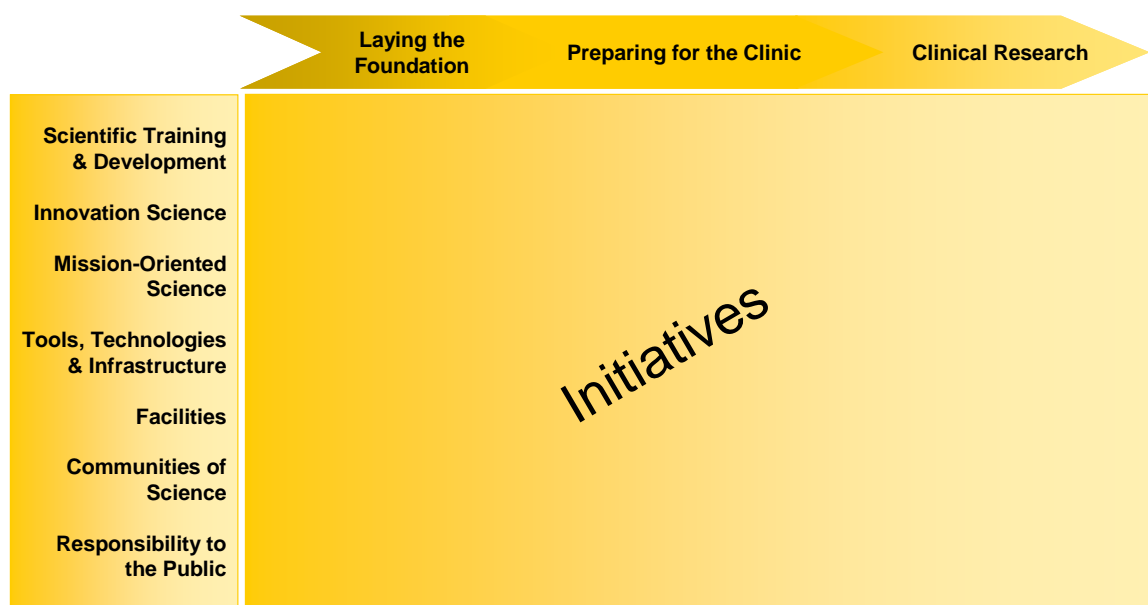 Laying the
Foundation
Preparing for the Clinic
Clinical Research
Scientific Training
& Development
Innovation Science
Mission-Oriented
Science
Tools, Technologies
& Infrastructure
Facilities
Communities of
Science
Responsibility to
the Public
Initiatives